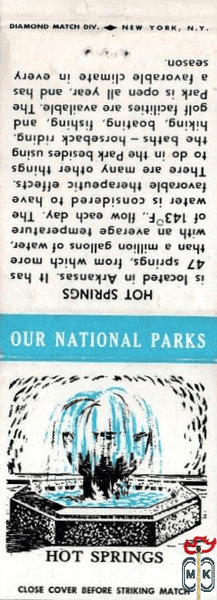 DIAMOND MATCH DIV. NEW YORK, N.Y.
HOT SPRINGS
is located in Arkansas. It has
47 springs, from which more
than a million gallons of water,
with an average temperature
of 143° F., flow each day. The
water is considered to have
favorable therapeutic effects.
There are many other things
to do in the Park besides using
the baths – horseback riding,
hiking, boating, fishing, and
golf facilities are available. The
Park is open all year, and has
a favorable climate in every
season.
OUR NATIONAL PARKS
HOT SPRINGS
CLOSE COVER BEFORE STRIKING MATCH
MK